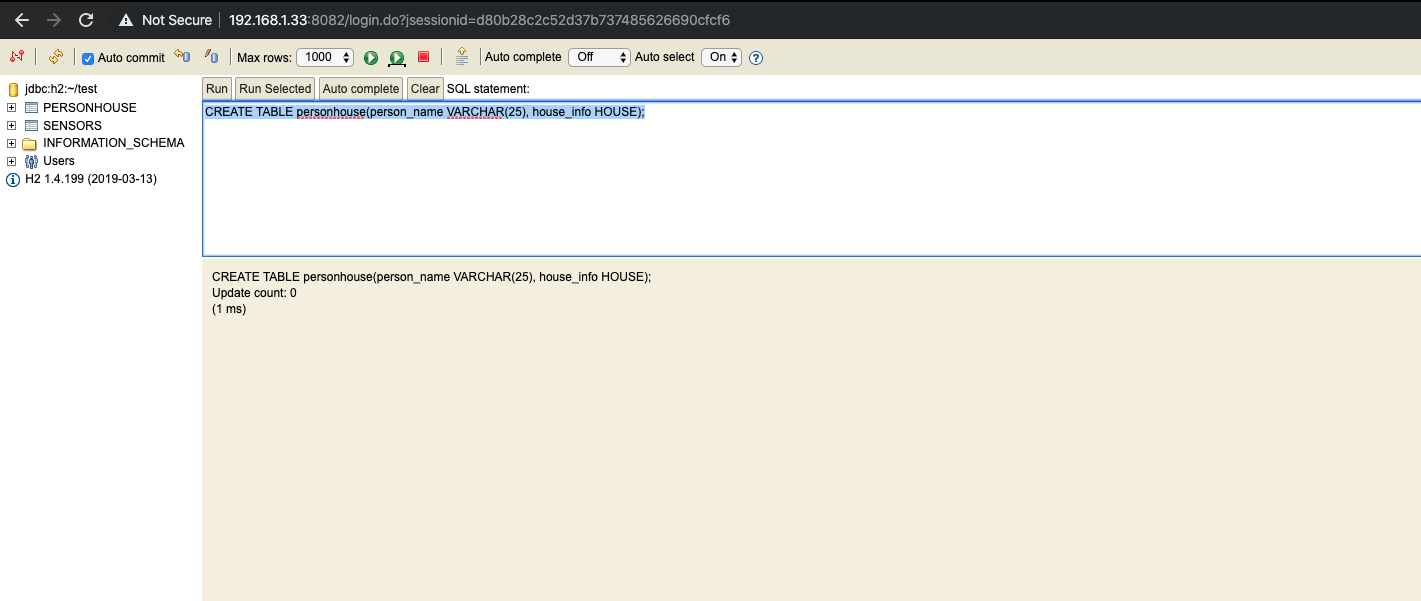 Not Secure 192.168.1.33:8082/login.do?jsessionid=d80b28c2c52d37b737485626690cfcf6
Auto commit Max rows: 1000 Auto complete Off Auto select On
jdbc:h2:~/test
PERSONHOUSE
SENSORS
INFORMATION_SCHEMA
Users
H2 1.4.199 (2019-03-13)
Run Run Selected Auto complete Clear SQL statement:
CREATE TABLE personhouse(person_name VARCHAR(25), house_info HOUSE);
CREATE TABLE personhouse(person_name VARCHAR(25), house_info HOUSE);
Update count: 0
(1 ms)